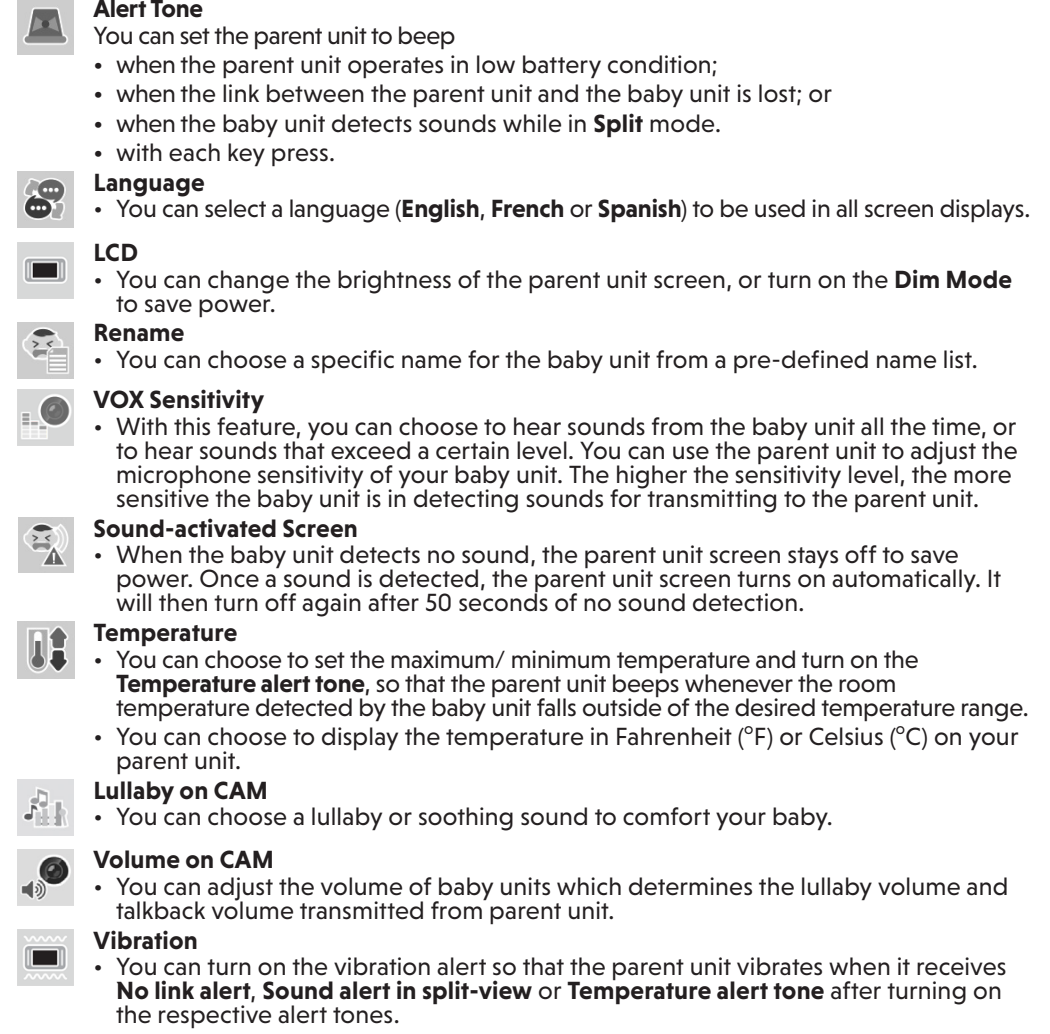 Alert Tone
You can set the parent unit to beep
• when the parent unit operates in low battery condition;
• when the link between the parent unit and the baby unit is lost; or
• when the baby unit detects sounds while in Split mode.
• with each key press.
Language
• You can select a language (English, French or Spanish) to be used in all screen displays.
LCD
• You can change the brightness of the parent unit screen, or turn on the Dim Mode
to save power.
Rename
• You can choose a specific name for the baby unit from a pre-defined name list.
VOX Sensitivity
• With this feature, you can choose to hear sounds from the baby unit all the time, or
to hear sounds that exceed a certain level. You can use the parent unit to adjust the
microphone sensitivity of your baby unit. The higher the sensitivity level, the more
sensitive the baby unit is in detecting sounds for transmitting to the parent unit.
Sound-activated Screen
• When the baby unit detects no sound, the parent unit screen stays off to save
power. Once a sound is detected, the parent unit screen turns on automatically. It
will then turn off again after 50 seconds of no sound detection.
Temperature
• You can choose to set the maximum/ minimum temperature and turn on the
Temperature alert tone, so that the parent unit beeps whenever the room
temperature detected by the baby unit falls outside of the desired temperature range.
• You can choose to display the temperature in Fahrenheit (°F) or Celsius (°C) on your
parent unit.
Lullaby on CAM
• You can choose a lullaby or soothing sound to comfort your baby.
Volume on CAM
• You can adjust the volume of baby units which determines the lullaby volume and
talkback volume transmitted from parent unit.
Vibration
• You can turn on the vibration alert so that the parent unit vibrates when it receives
No link alert, Sound alert in split-view or Temperature alert tone after turning on
the respective alert tones.